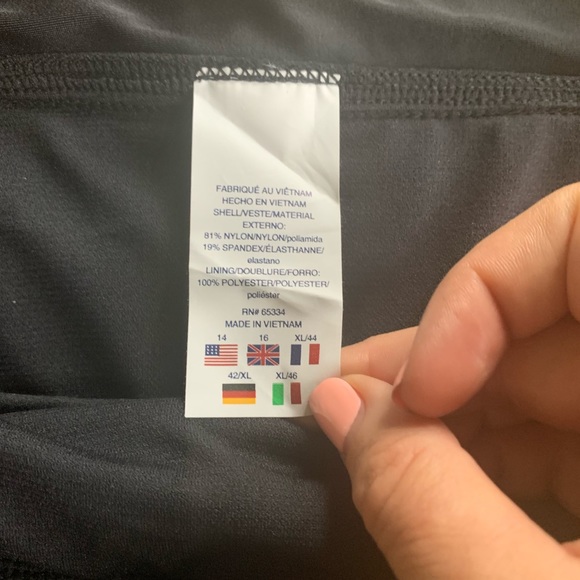 FABRIQUÉ AU VIÊTNAM
HECHO EN VIETNAM
SHELL/VESTE/MATERIAL
EXTERNO:
81% NYLON/NYLON/poliamida
19% SPANDEX/ÉLASTHANNE/
elastano
LINING/DOUBLURE/FORRO:
100% POLYESTER/POLYESTER/
poliéster
RN# 65334
MADE IN VIETNAM
14 16 XL/44
42/XL XL/46